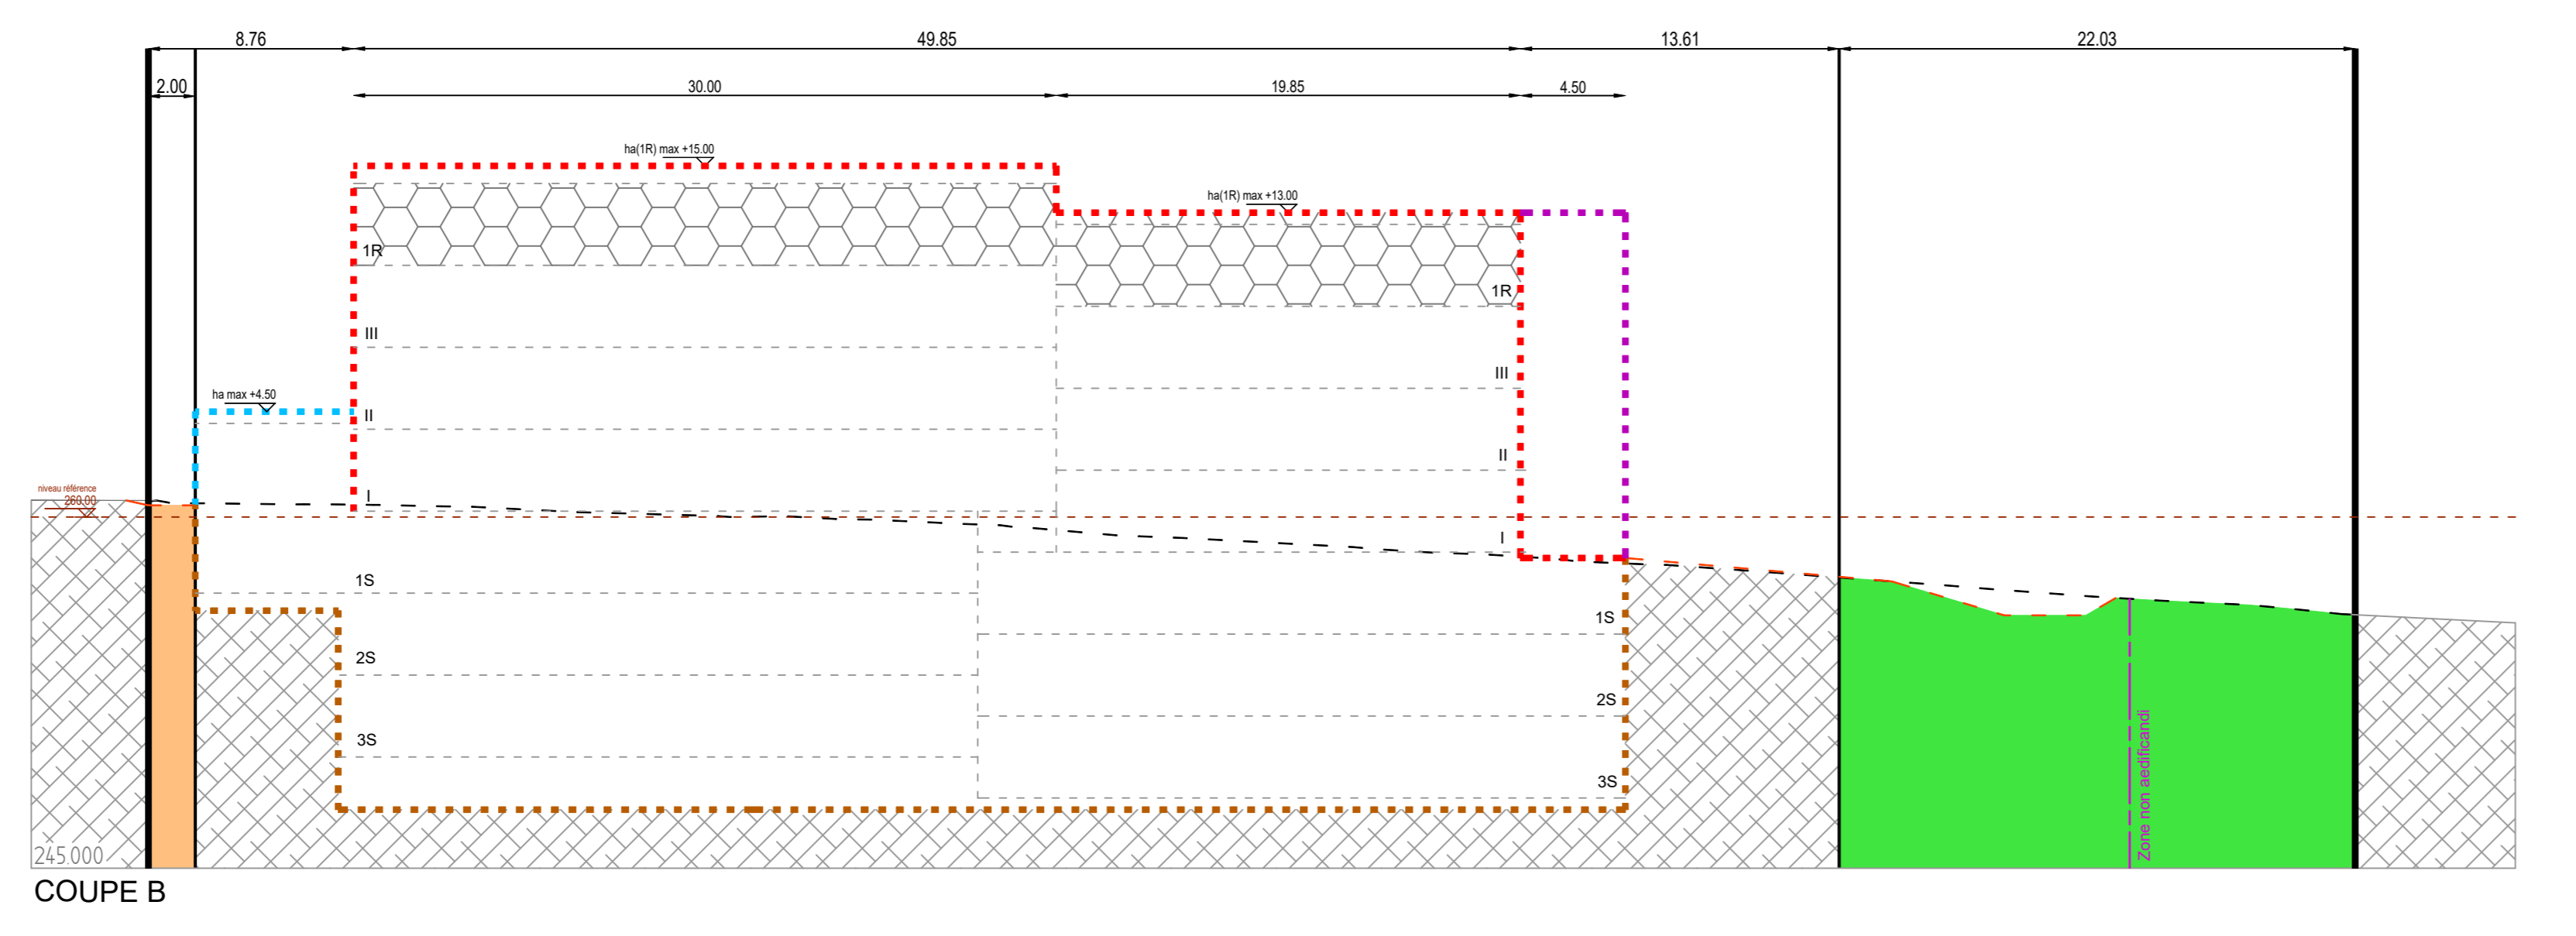 8.76
49.85
13.61
22.03
2.00
30.00
19.85
4.50
ha(1R) max +15.00
ha(1R) max +13.00
1R
1R
III
III
ha max +4.50
II
II
niveau référence
260.00
I
I
1S
1S
2S
2S
3S
3S
Zone non aedificandi
245.000
COUPE B